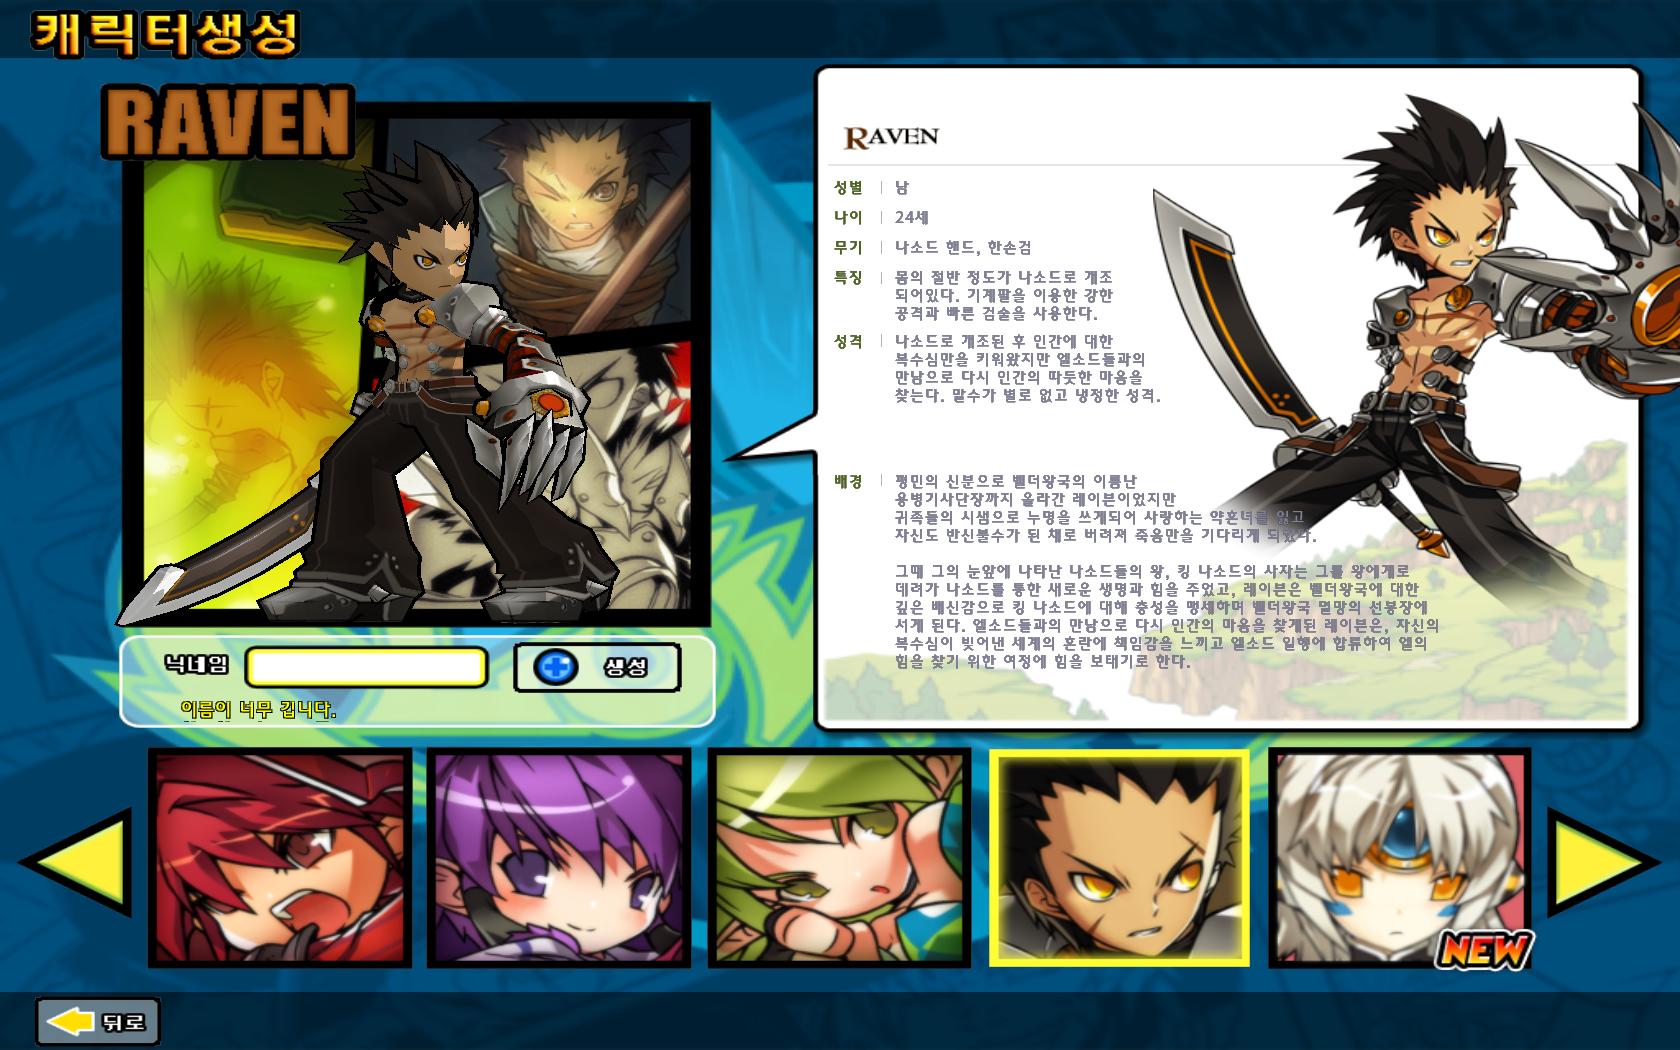 캐릭터생성
RAVEN
RAVEN
성별 남
나이 24세
무기 나소드 핸드, 한손검
특징 몸의 절반 정도가 나소드로 개조
되어있다. 기계팔을 이용한 강한
공격과 빠른 검술을 사용한다.
성격 나소드로 개조된 후 인간에 대한
복수심만을 키워왔지만 엘소드들과의
만남으로 다시 인간의 따듯한 마음을
찾는다. 말수가 별로 없고 냉정한 성격.
배경 평민의 신분으로 벨더왕국의 이름난
용병기사단장까지 올라간 레이븐이었지만
귀족들의 시샘으로 누명을 쓰게되어 사랑하는 약혼녀를 잃고
자신도 반신불수가 된 채로 버려져 죽음만을 기다리게 되었다.
그때 그의 눈앞에 나타난 나소드들의 왕, 킹 나소드의 사자는 그를 왕에게로
데려가 나소드를 통한 새로운 생명과 힘을 주었고, 레이븐은 벨더왕국에 대한
깊은 배신감으로 킹 나소드에 대해 충성을 맹세하며 벨더왕국 멸망의 선봉장에
서게 된다. 엘소드들과의 만남으로 다시 인간의 마음을 찾게된 레이븐은, 자신의
복수심이 빚어낸 세계의 혼란에 책임감을 느끼고 엘소드 일행에 합류하여 엘의
힘을 찾기 위한 여정에 힘을 보태기로 한다.
닉네임
생성
이름이 너무 깁니다.
NEW
뒤로